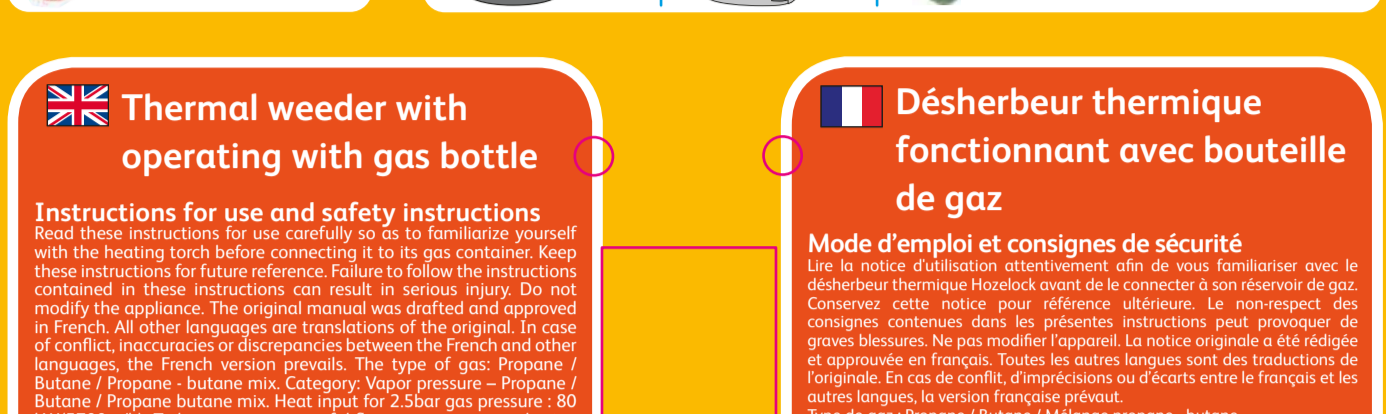 Thermal weeder with
operating with gas bottle
Instructions for use and safety instructions
Read these instructions for use carefully so as to familiarize yourself
with the heating torch before connecting it to its gas container. Keep
these instructions for future reference. Failure to follow the instructions
contained in these instructions can result in serious injury. Do not
modify the appliance. The original manual was drafted and approved
in French. All other languages are translations of the original. In case
of conflict, inaccuracies or discrepancies between the French and other
languages, the French version prevails. The type of gas: Propane /
Butane / Propane - butane mix. Category: Vapor pressure – Propane /
Butane / Propane butane mix. Heat input for 2.5bar gas pressure : 80
Désherbeur thermique
fonctionnant avec bouteille
de gaz
Mode d'emploi et consignes de sécurité
Lire la notice d'utilisation attentivement afin de vous familiariser avec le
désherbeur thermique Hozelock avant de le connecter à son réservoir de gaz.
Conservez cette notice pour référence ultérieure. Le non-respect des
consignes contenues dans les présentes instructions peut provoquer de
graves blessures. Ne pas modifier l'appareil. La notice originale a été rédigée
et approuvée en français. Toutes les autres langues sont des traductions de
l'originale. En cas de conflit, d'imprécisions ou d'écarts entre le français et les
autres langues, la version française prévaut.
Type de gaz : Propane / Butane / Mélange propane - butane